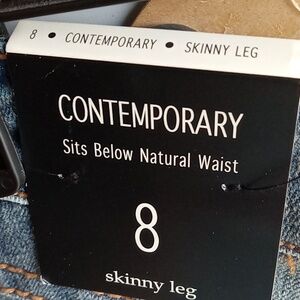 8 • CONTEMPORARY • SKINNY LEG
CONTEMPORARY
Sits Below Natural Waist
8
skinny leg